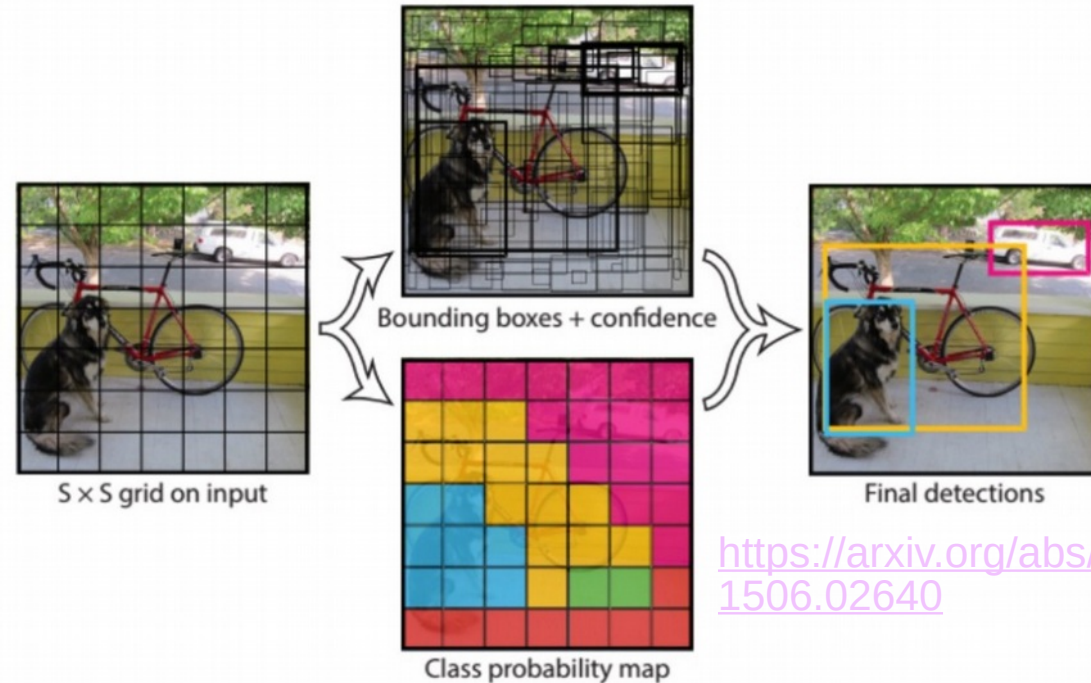 Bounding boxes + confidence
S × S grid on input
Final detections
https://arxiv.org/abs/
1506.02640
Class probability map